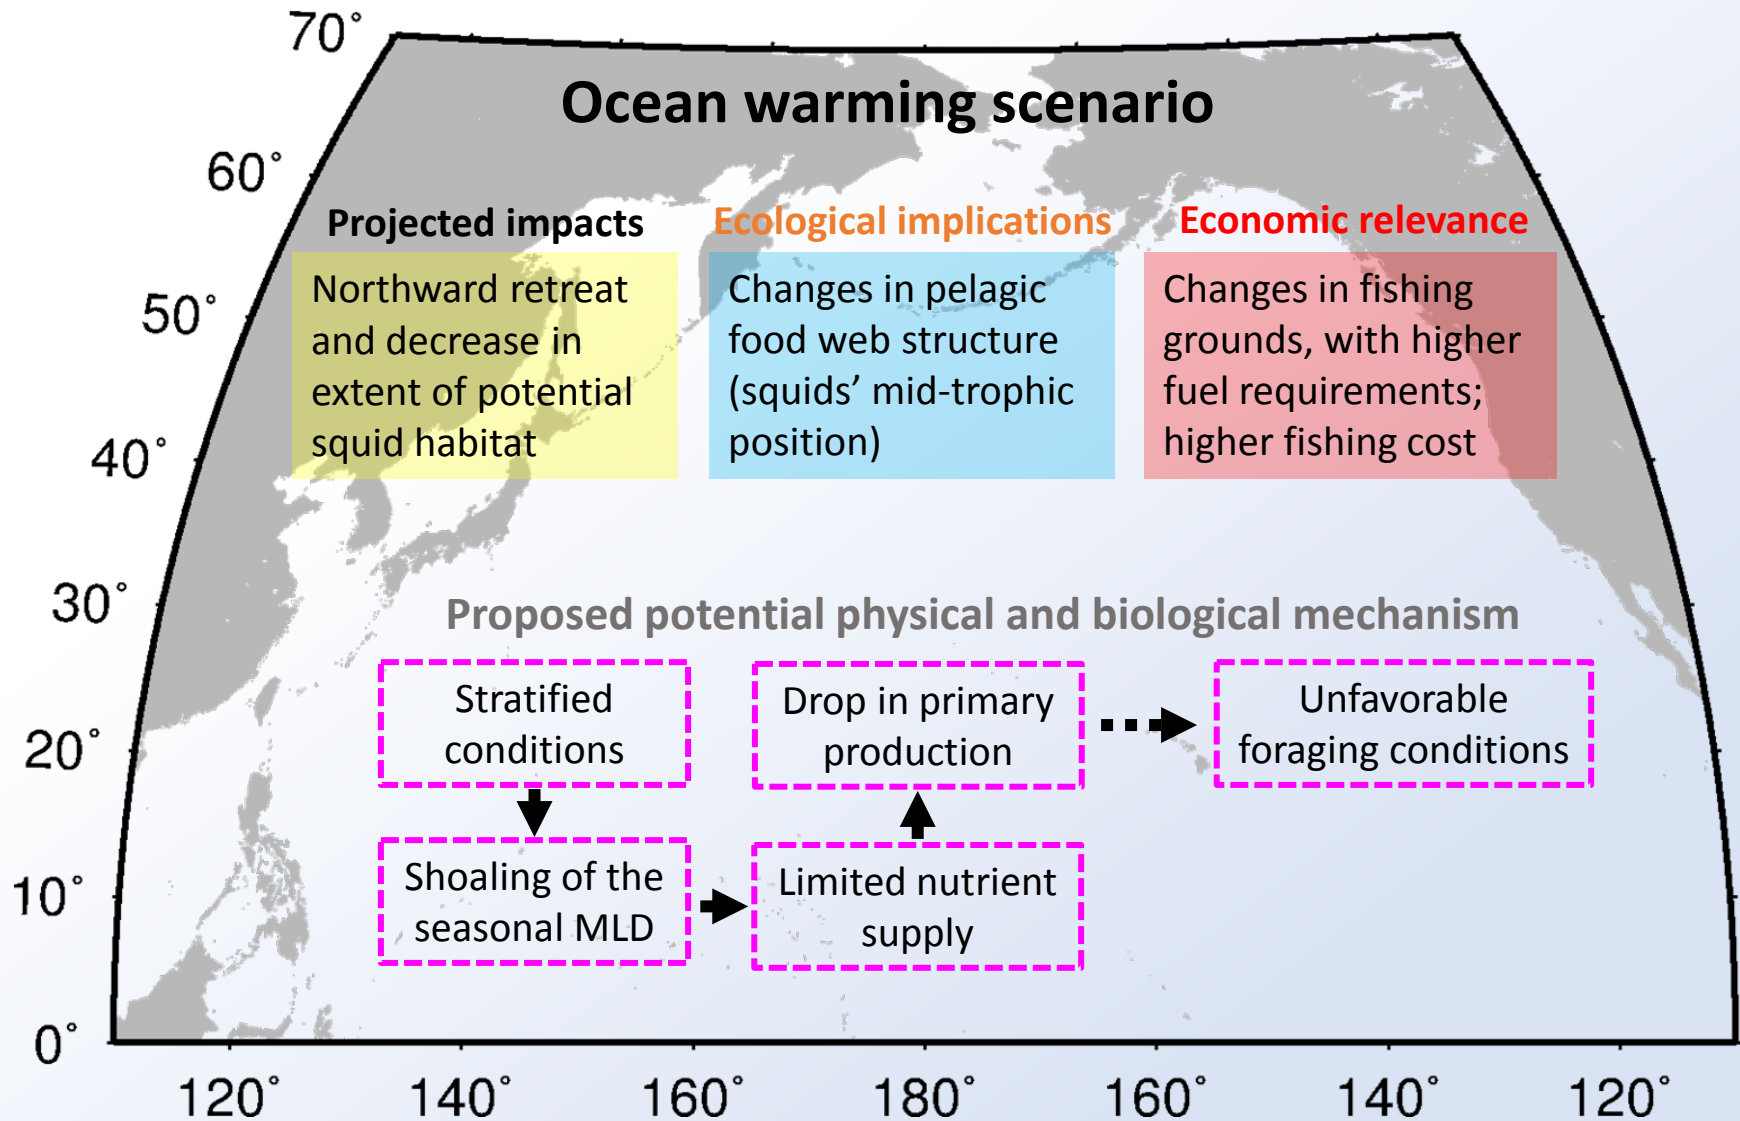 70°
Ocean warming scenario
60°
Projected impacts
Ecological implications
Economic relevance
50°
Northward retreat
and decrease in
extent of potential
squid habitat
Changes in pelagic
food web structure
(squids’ mid-trophic
position)
Changes in fishing
grounds, with higher
fuel requirements;
higher fishing cost
40°
30°
Proposed potential physical and biological mechanism
Stratified
conditions
Drop in primary
production
Unfavorable
foraging conditions
20°
Shoaling of the
seasonal MLD
Limited nutrient
supply
10°
0°
120°
140°
160°
180°
160°
140°
120°